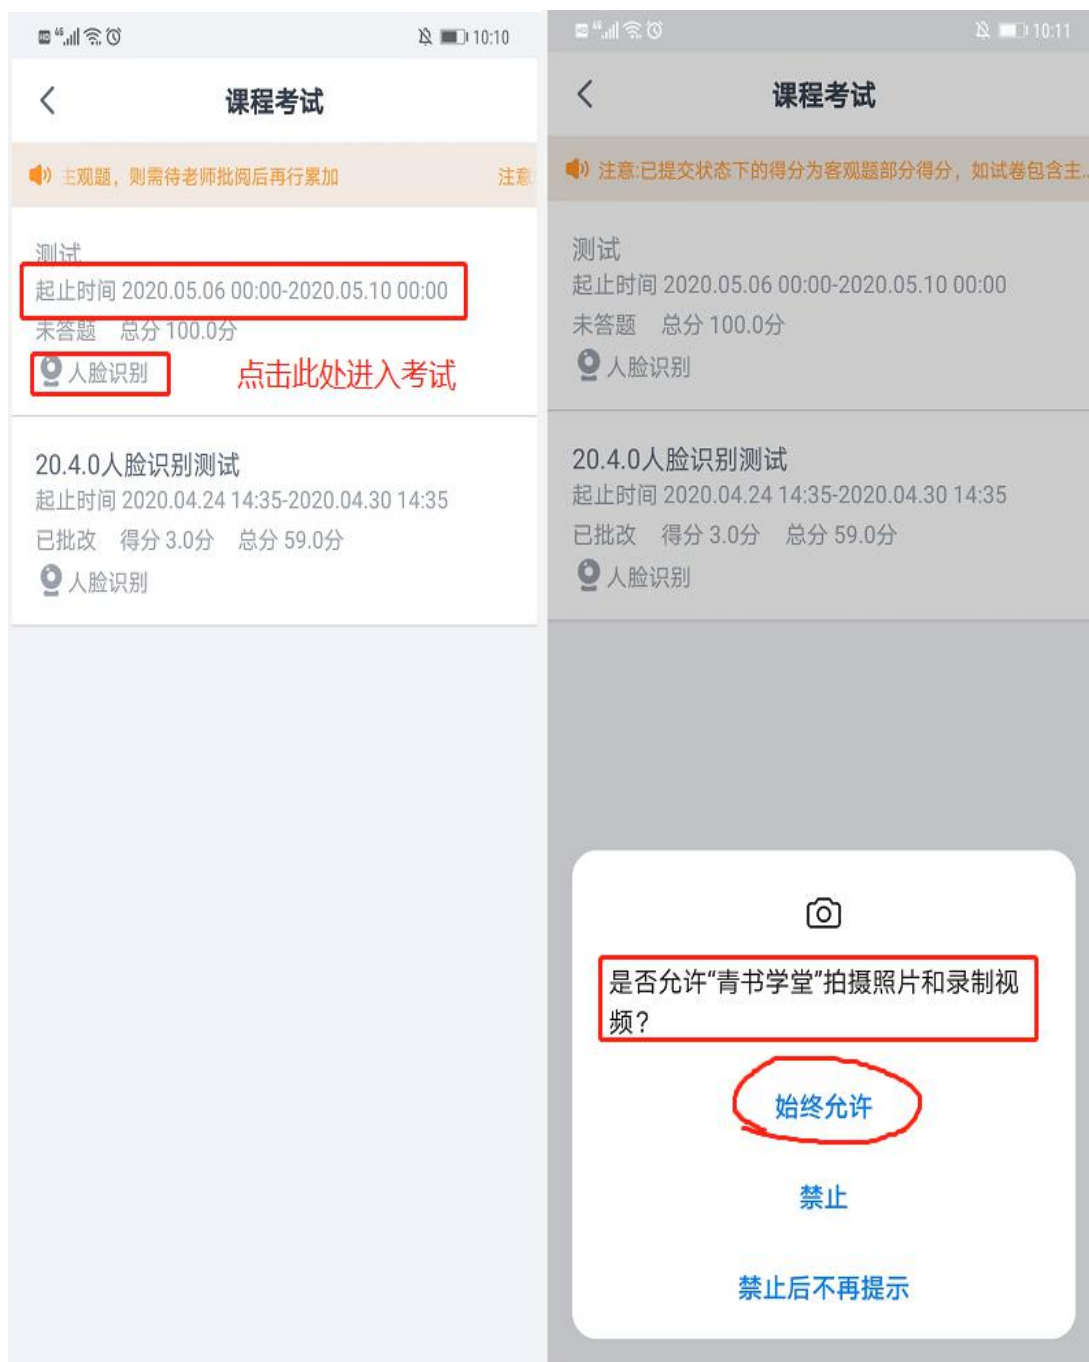 10:10
课程考试
主观题，则需待老师批阅后再行累加 注意
测试
起止时间 2020.05.06 00:00-2020.05.10 00:00
未答题 总分 100.0分
人脸识别
点击此处进入考试
20.4.0人脸识别测试
起止时间 2020.04.24 14:35-2020.04.30 14:35
已批改 得分 3.0分 总分 59.0分
人脸识别
10:11
课程考试
注意:已提交状态下的得分为客观题部分得分，如试卷包含主...
测试
起止时间 2020.05.06 00:00-2020.05.10 00:00
未答题 总分 100.0分
人脸识别
20.4.0人脸识别测试
起止时间 2020.04.24 14:35-2020.04.30 14:35
已批改 得分 3.0分 总分 59.0分
人脸识别
是否允许“青书学堂”拍摄照片和录制视
频？
始终允许
禁止
禁止后不再提示